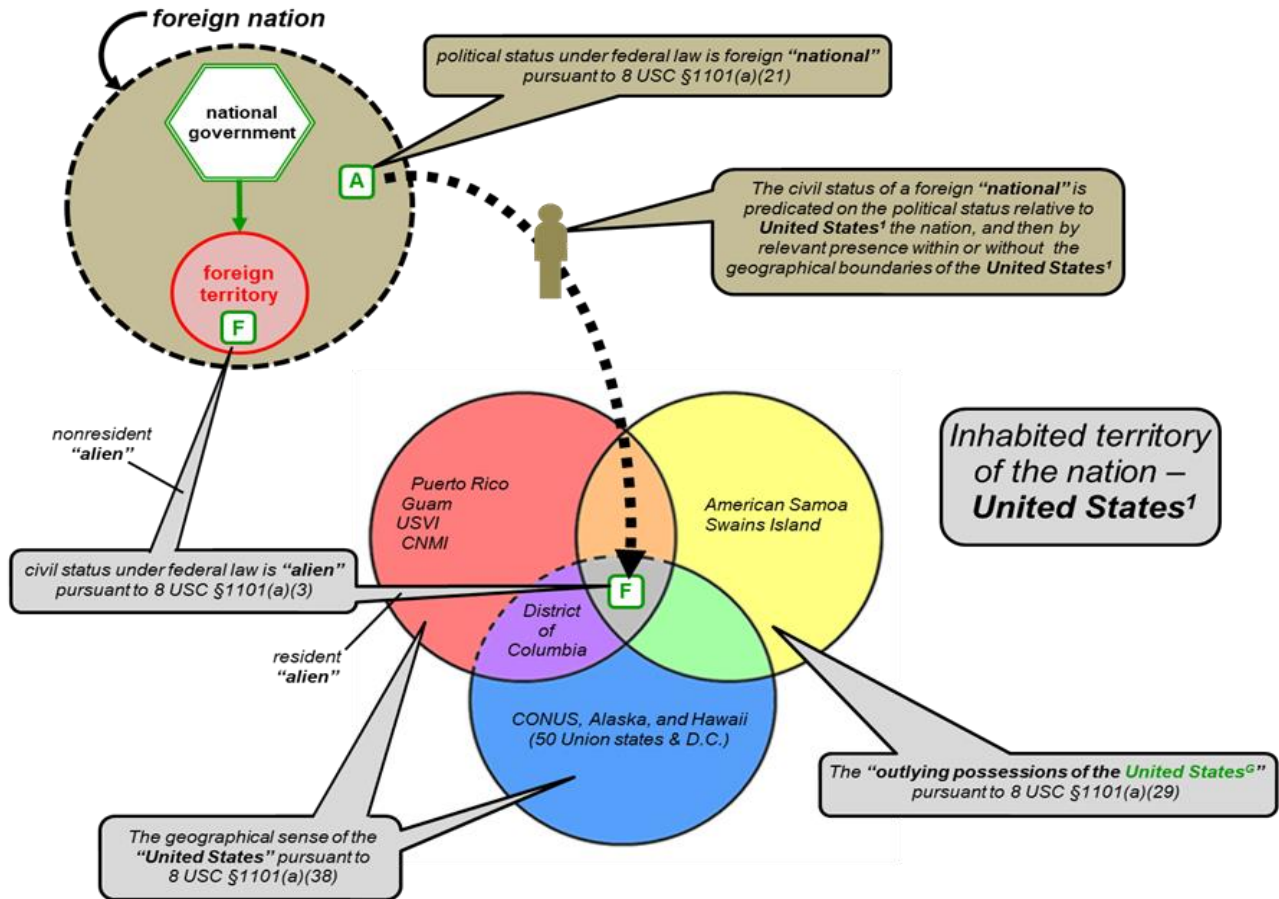 foreign nation
national
government
A
foreign
territory
F
political status under federal law is foreign “national”
pursuant to 8 USC §1101(a)(21)
The civil status of a foreign “national” is
predicated on the political status relative to
United States¹ the nation, and then by
relevant presence within or without the
geographical boundaries of the United States¹
nonresident
“alien”
civil status under federal law is “alien”
pursuant to 8 USC §1101(a)(3)
resident
“alien”
Puerto Rico
Guam
USVI
CNMI
American Samoa
Swains Island
F
District
of
Columbia
CONUS, Alaska, and Hawaii
(50 Union states & D.C.)
Inhabited territory
of the nation –
United States¹
The “outlying possessions of the United Statesᴳ”
pursuant to 8 USC §1101(a)(29)
The geographical sense of the
“United States” pursuant to
8 USC §1101(a)(38)